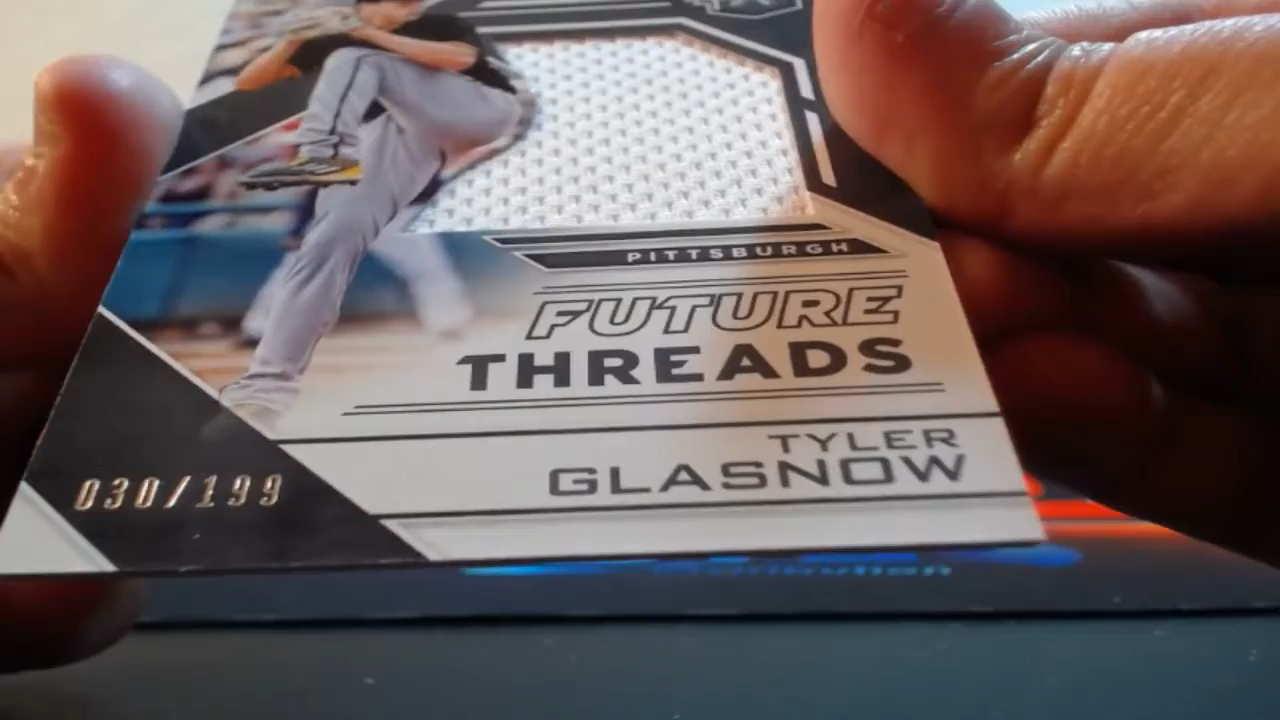 PITTSBURGH
FUTURE
THREADS
TYLER
GLASNOW
030/199